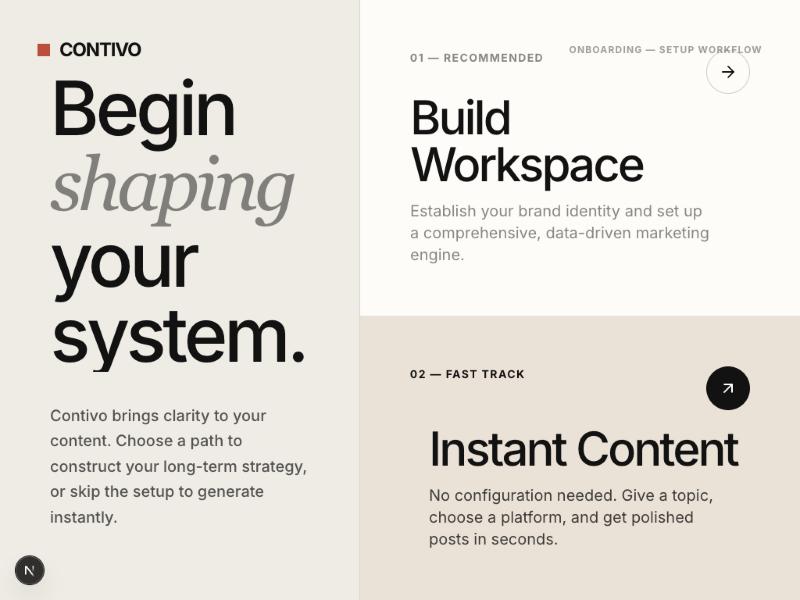 CONTIVO
Begin
shaping
your
system.
Contivo brings clarity to your
content. Choose a path to
construct your long-term strategy,
or skip the setup to generate
instantly.
N
ONBOARDING — SETUP WORKFLOW
01 — RECOMMENDED
Build
Workspace
Establish your brand identity and set up
a comprehensive, data-driven marketing
engine.
02 — FAST TRACK
Instant Content
No configuration needed. Give a topic,
choose a platform, and get polished
posts in seconds.